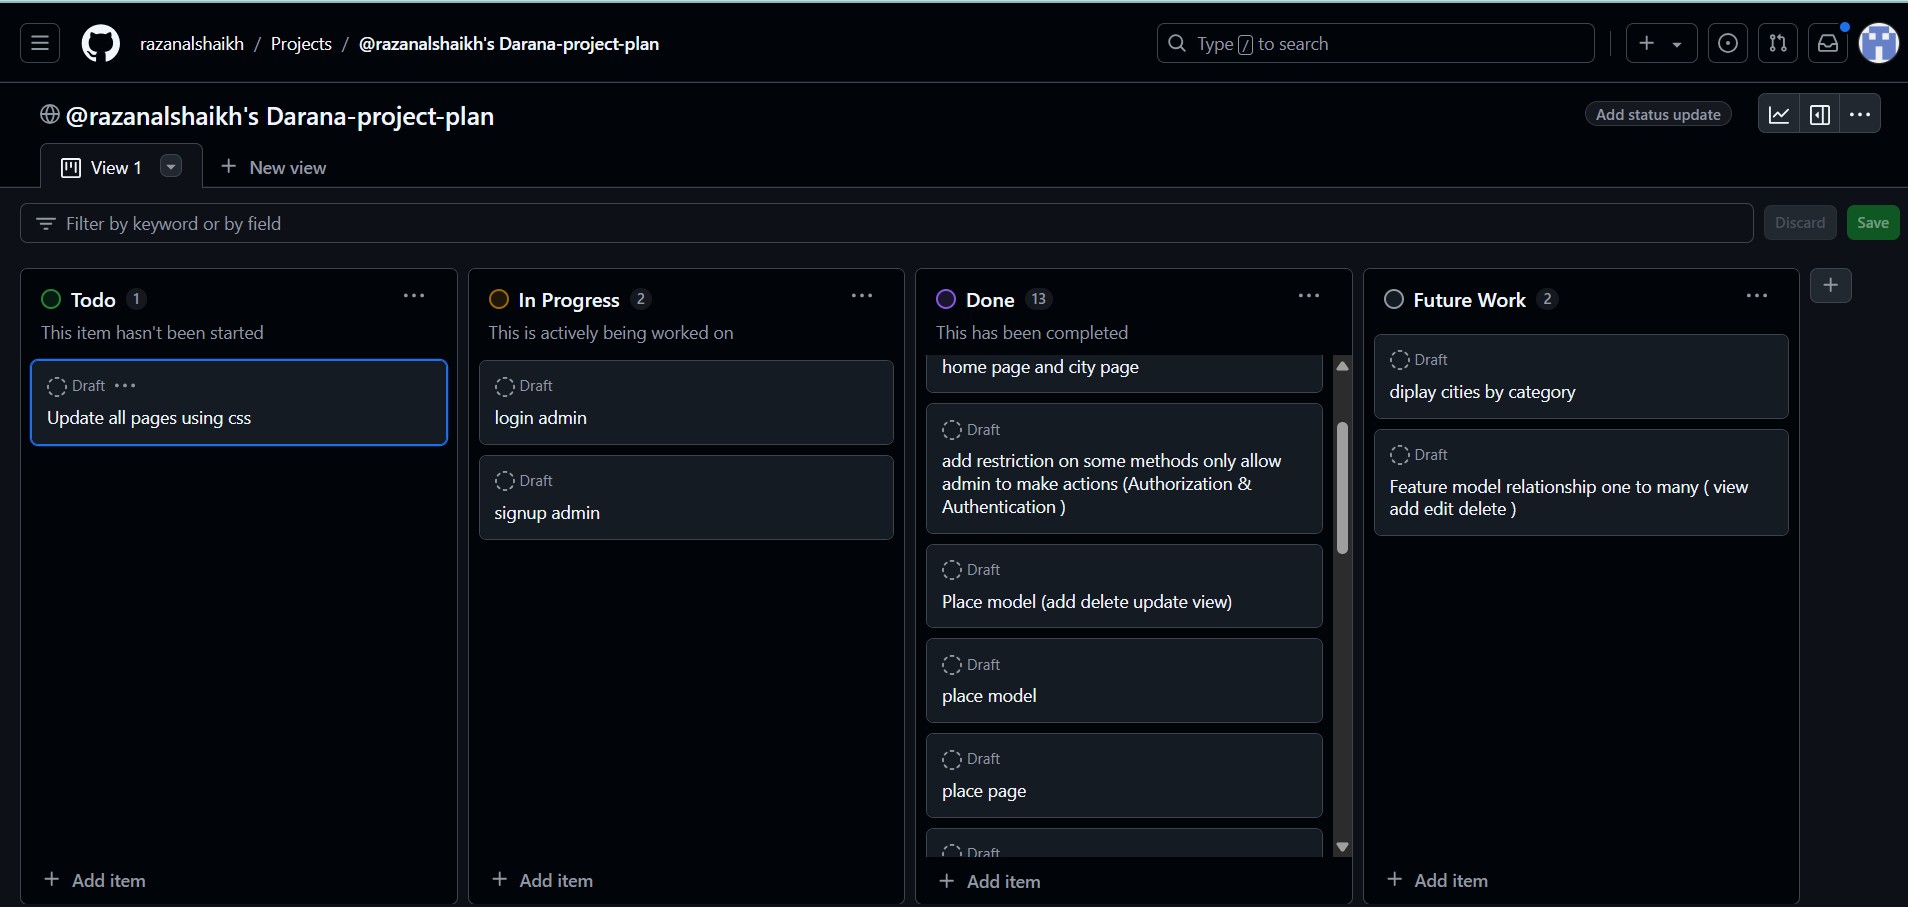 razanalshaikh / Projects / @razanalshaikh's Darana-project-plan
Type / to search
@razanalshaikh's Darana-project-plan
Add status update
View 1
New view
Filter by keyword or by field
Discard
Save
Todo 1
This item hasn't been started
Draft
Update all pages using css
Add item
In Progress 2
This is actively being worked on
Draft
login admin
Draft
signup admin
Add item
Done 13
This has been completed
home page and city page
Draft
add restriction on some methods only allow
admin to make actions (Authorization &
Authentication )
Draft
Place model (add delete update view)
Draft
place model
Draft
place page
Draft
Add item
Future Work 2
Draft
diplay cities by category
Draft
Feature model relationship one to many ( view
add edit delete )
Add item